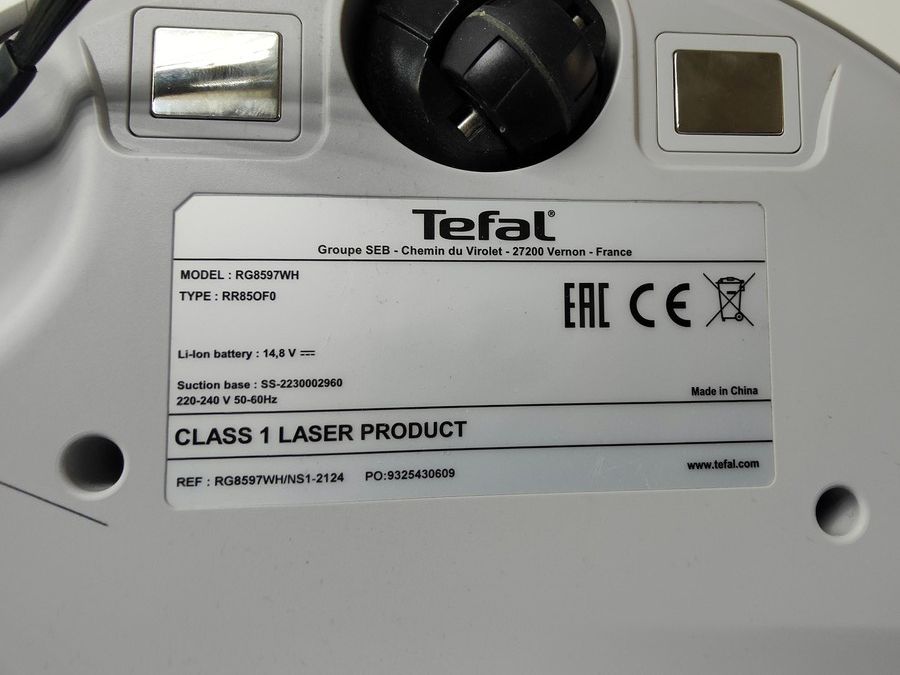 Tefal®
Groupe SEB - Chemin du Virolet - 27200 Vernon - France
MODEL : RG8597WH
TYPE : RR85OF0
EAC CE
Li-Ion battery : 14,8 V ⎓
Suction base : SS-2230002960
220-240 V 50-60Hz
Made in China
CLASS 1 LASER PRODUCT
REF : RG8597WH/NS1-2124 PO:9325430609
www.tefal.com